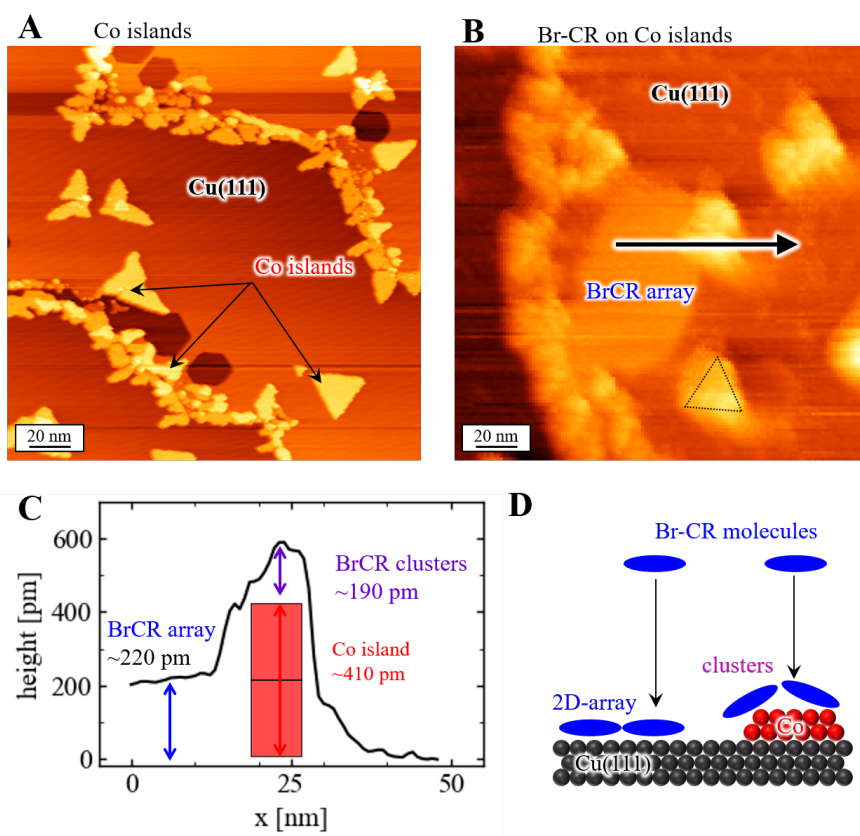 A
Co islands
Cu(111)
Co islands
20 nm
B
Br-CR on Co islands
Cu(111)
BrCR array
20 nm
C
600
400
200
0
height [pm]
0
25
50
x [nm]
BrCR clusters
~190 pm
BrCR array
~220 pm
Co island
~410 pm
D
Br-CR molecules
clusters
2D-array
Co
Cu(111)